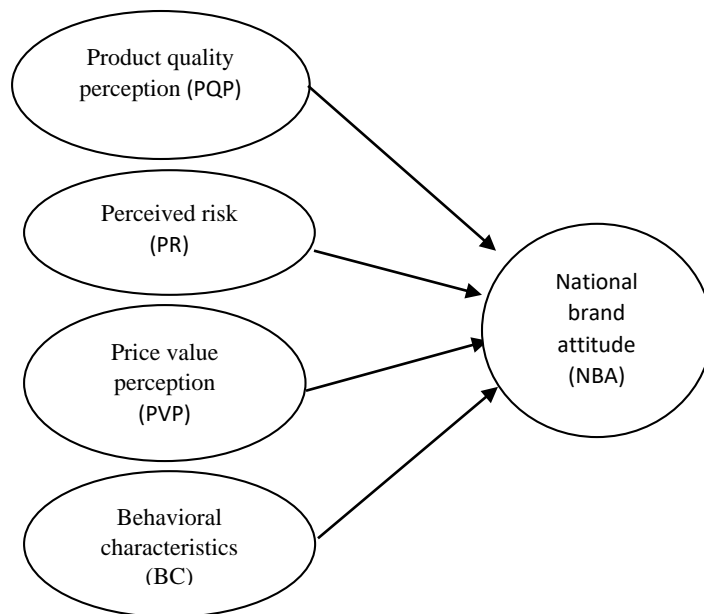 Product quality
perception (PQP)
Perceived risk
(PR)
Price value
perception
(PVP)
Behavioral
characteristics
(BC)
National
brand
attitude
(NBA)